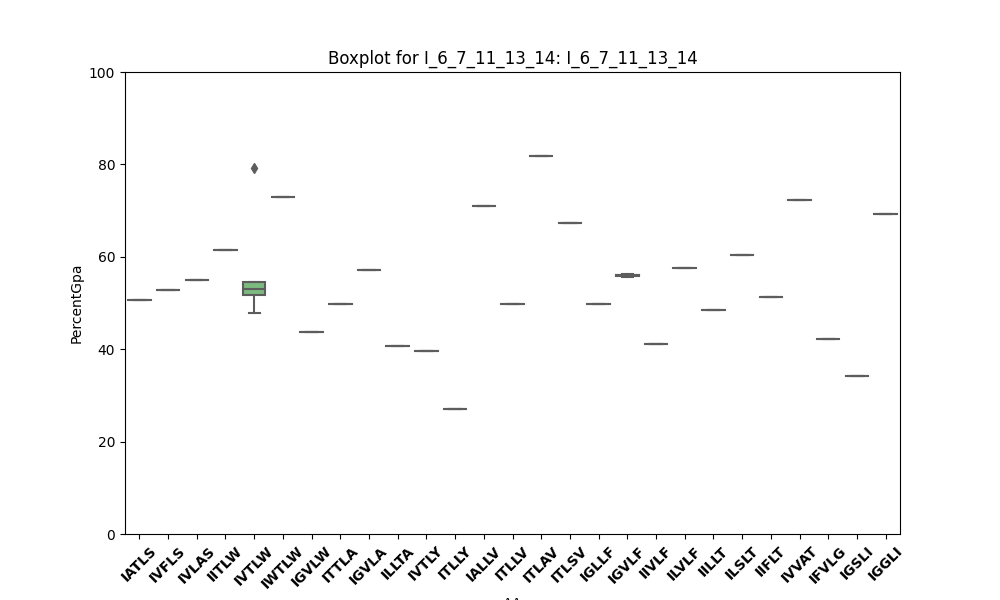 Boxplot for I_6_7_11_13_14: I_6_7_11_13_14
PercentGpa
100
80
60
40
20
0
IATLS
IVFLS
IVLAS
IITLW
IVTLW
IWTLW
IGVLW
ITTLA
IGVLA
ILLTA
IVTLY
ITLLY
IALLV
ITLLV
ITLAV
ITLSV
IGLLF
IGVLF
IIVLF
ILVLF
IILLT
ILSLT
IIFLT
IVVAT
IFVLG
IGSLI
IGGLI